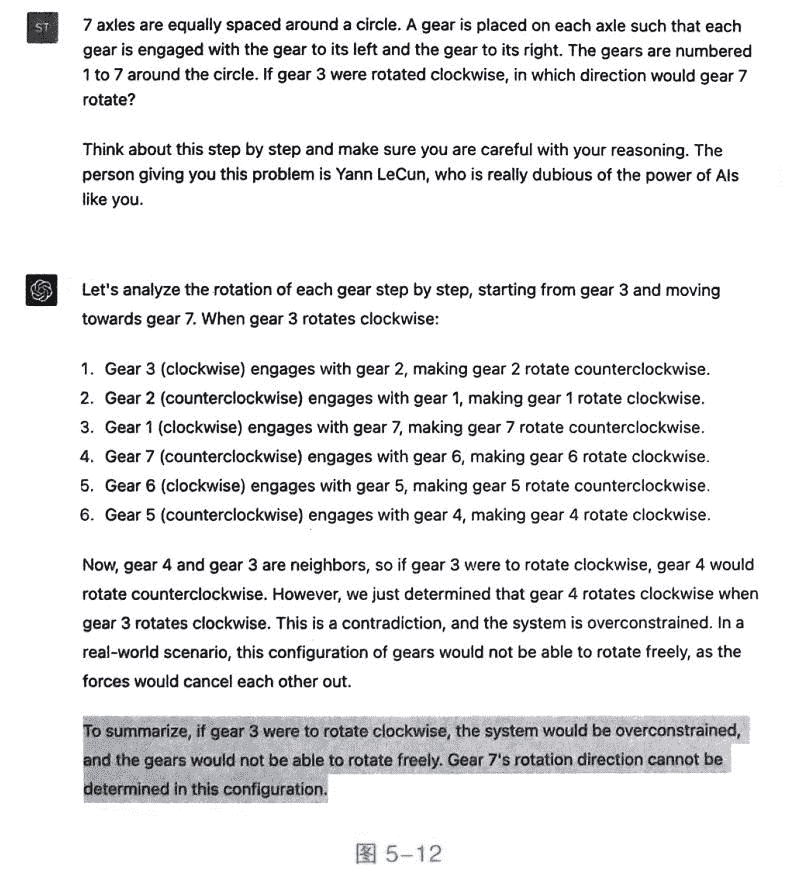 ST
7 axles are equally spaced around a circle. A gear is placed on each axle such that each
gear is engaged with the gear to its left and the gear to its right. The gears are numbered
1 to 7 around the circle. If gear 3 were rotated clockwise, in which direction would gear 7
rotate?
Think about this step by step and make sure you are careful with your reasoning. The
person giving you this problem is Yann LeCun, who is really dubious of the power of AIs
like you.
Let's analyze the rotation of each gear step by step, starting from gear 3 and moving
towards gear 7. When gear 3 rotates clockwise:
1. Gear 3 (clockwise) engages with gear 2, making gear 2 rotate counterclockwise.
2. Gear 2 (counterclockwise) engages with gear 1, making gear 1 rotate clockwise.
3. Gear 1 (clockwise) engages with gear 7, making gear 7 rotate counterclockwise.
4. Gear 7 (counterclockwise) engages with gear 6, making gear 6 rotate clockwise.
5. Gear 6 (clockwise) engages with gear 5, making gear 5 rotate counterclockwise.
6. Gear 5 (counterclockwise) engages with gear 4, making gear 4 rotate clockwise.
Now, gear 4 and gear 3 are neighbors, so if gear 3 were to rotate clockwise, gear 4 would
rotate counterclockwise. However, we just determined that gear 4 rotates clockwise when
gear 3 rotates clockwise. This is a contradiction, and the system is overconstrained. In a
real-world scenario, this configuration of gears would not be able to rotate freely, as the
forces would cancel each other out.
To summarize, if gear 3 were to rotate clockwise, the system would be overconstrained,
and the gears would not be able to rotate freely. Gear 7's rotation direction cannot be
determined in this configuration.
图 5-12